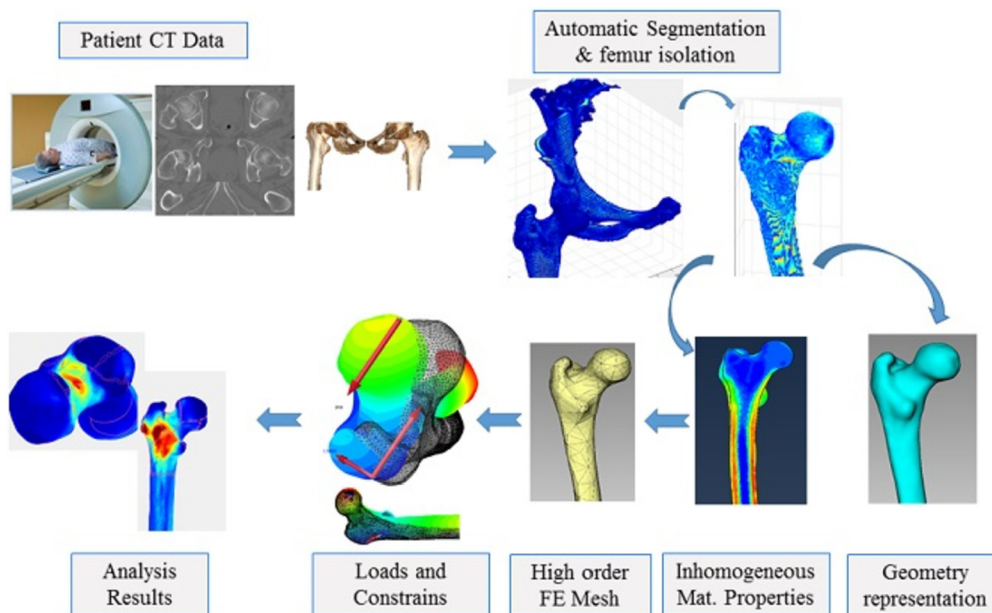 Patient CT Data
Automatic Segmentation
& femur isolation
Analysis
Results
Loads and
Constrains
High order
FE Mesh
Inhomogeneous
Mat. Properties
Geometry
representation